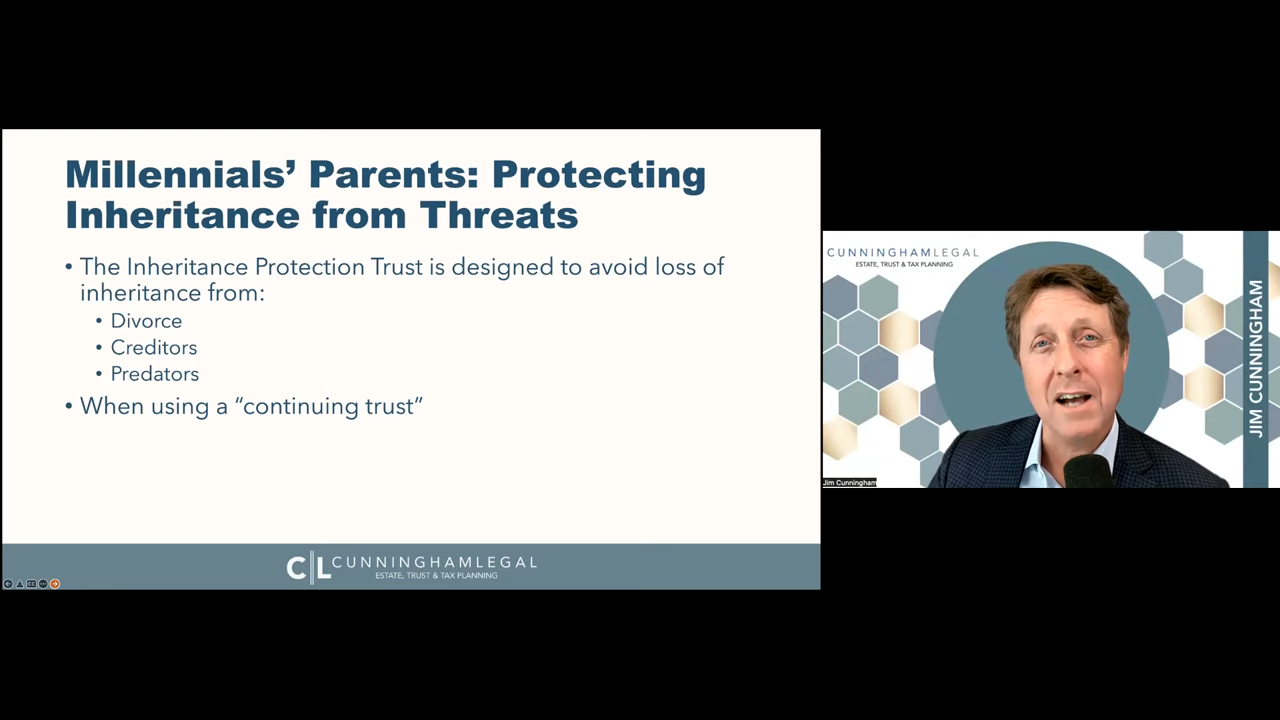 Millennials’ Parents: Protecting
Inheritance from Threats
• The Inheritance Protection Trust is designed to avoid loss of
inheritance from:
• Divorce
• Creditors
• Predators
• When using a “continuing trust”
C|L CUNNINGHAMLEGAL
ESTATE, TRUST & TAX PLANNING
CUNNINGHAMLEGAL
ESTATE, TRUST & TAX PLANNING
JIM CUNNINGHAM
Jim Cunningham